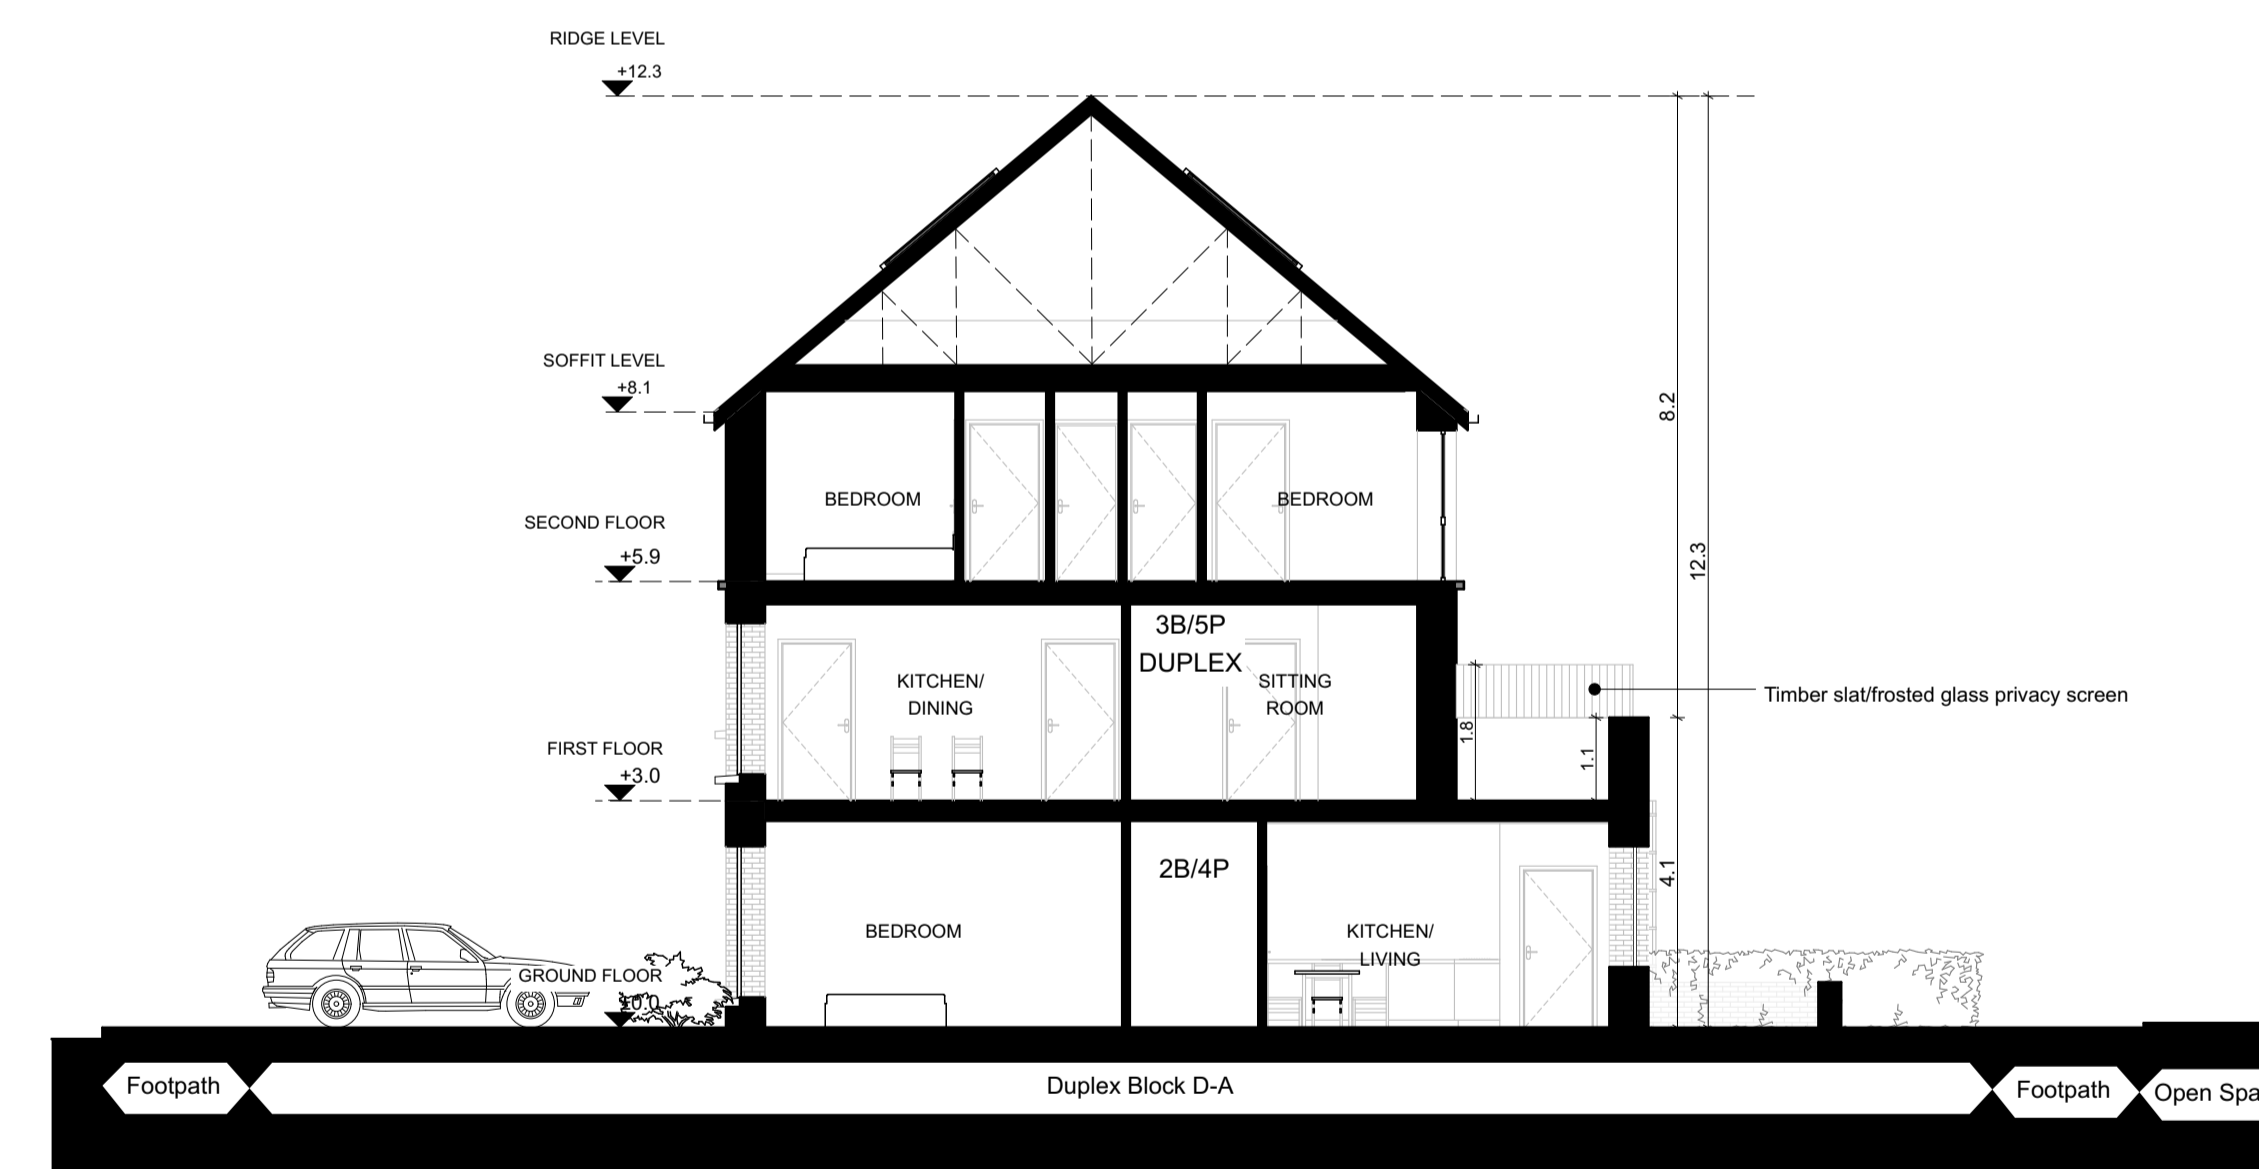 RIDGE LEVEL
+12.3
SOFFIT LEVEL
+8.1
8.2
BEDROOM
BEDROOM
SECOND FLOOR
+5.9
12.3
3B/5P
DUPLEX
KITCHEN/
DINING
SITTING
ROOM
Timber slat/frosted glass privacy screen
1.8
1.1
FIRST FLOOR
+3.0
2B/4P
4.1
BEDROOM
KITCHEN/
LIVING
GROUND FLOOR
±0.0
Footpath
Duplex Block D-A
Footpath
Open Spa